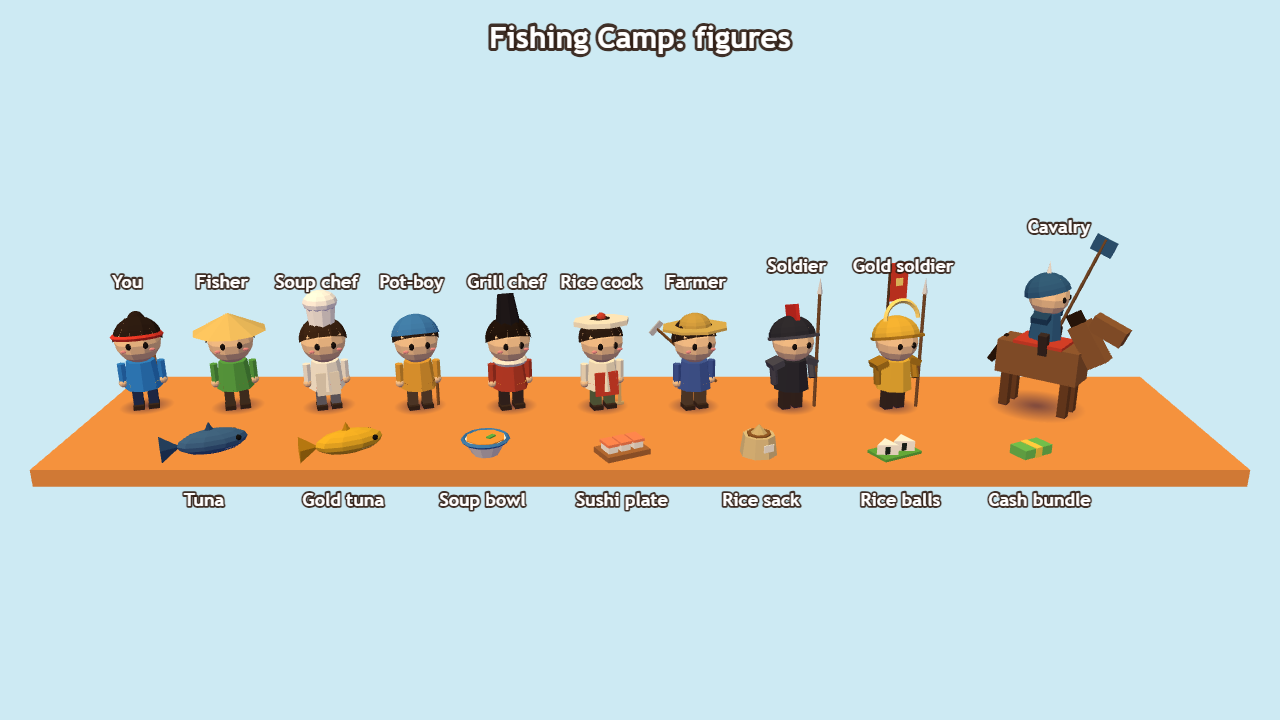 Fishing Camp: figures
Cavalry
You
Fisher
Soup chef
Pot-boy
Grill chef
Rice cook
Farmer
Soldier
Gold soldier
Tuna
Gold tuna
Soup bowl
Sushi plate
Rice sack
Rice balls
Cash bundle